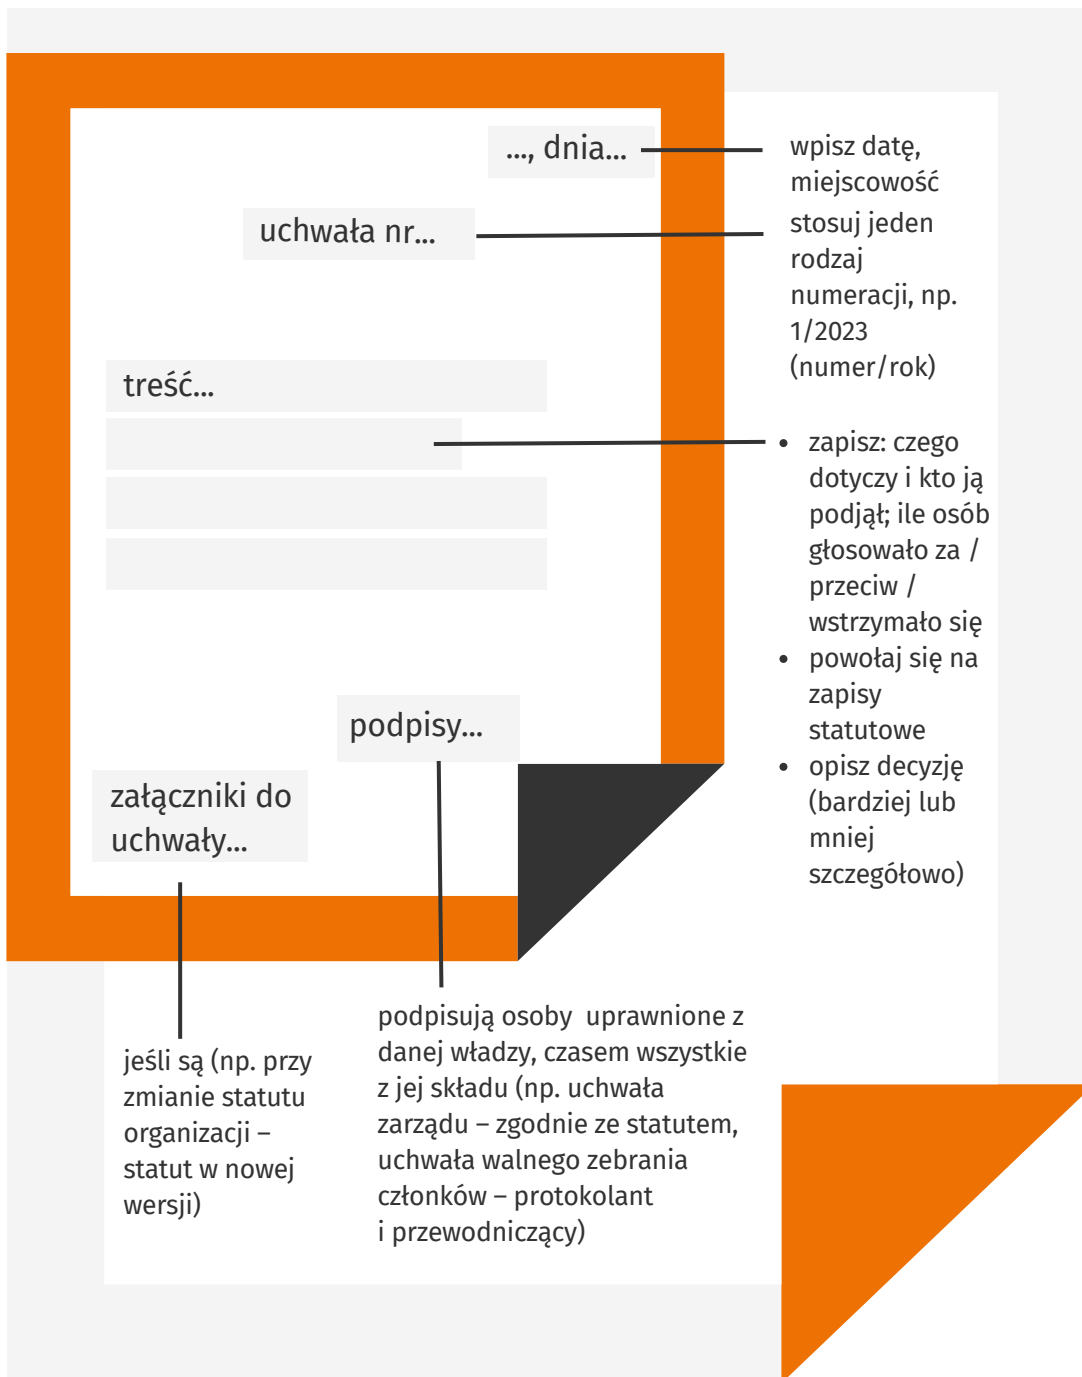 ..., dnia...
wpisz datę,
miejscowość
uchwała nr...
stosuj jeden
rodzaj
numeracji, np.
1/2023
(numer/rok)
treść...
• zapisz: czego
dotyczy i kto ją
podjął; ile osób
głosowało za /
przeciw /
wstrzymało się
• powołaj się na
zapisy
statutowe
• opisz decyzję
(bardziej lub
mniej
szczegółowo)
podpisy...
załączniki do
uchwały...
podpisują osoby  uprawnione z
danej władzy, czasem wszystkie
z jej składu (np. uchwała
zarządu – zgodnie ze statutem,
uchwała walnego zebrania
członków – protokolant
i przewodniczący)
jeśli są (np. przy
zmianie statutu
organizacji –
statut w nowej
wersji)